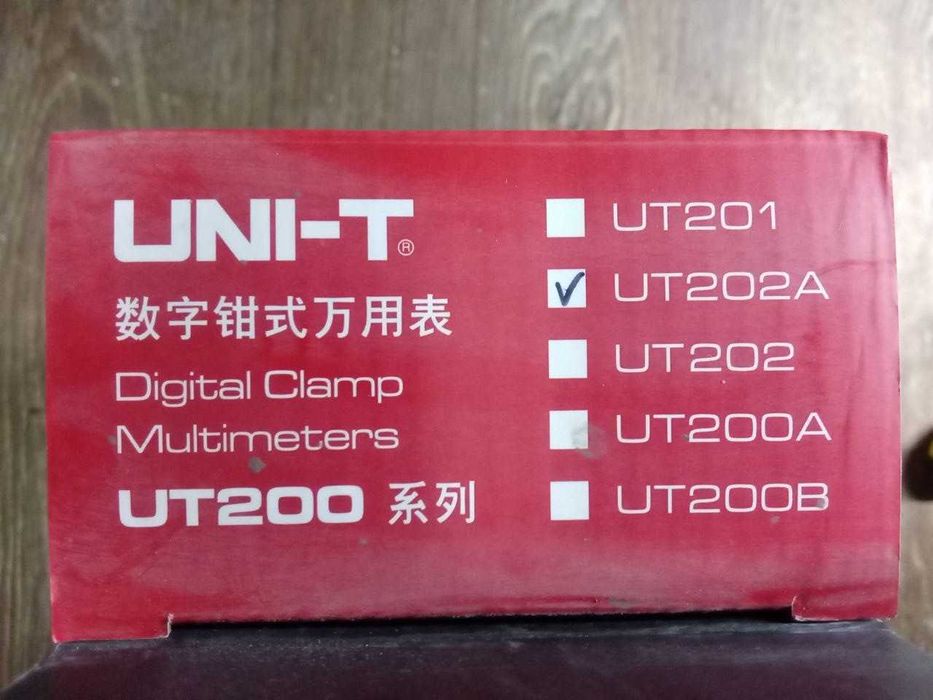 UNI-T®
数字钳式万用表
Digital Clamp
Multimeters
UT200 系列
UT201
UT202A
UT202
UT200A
UT200B